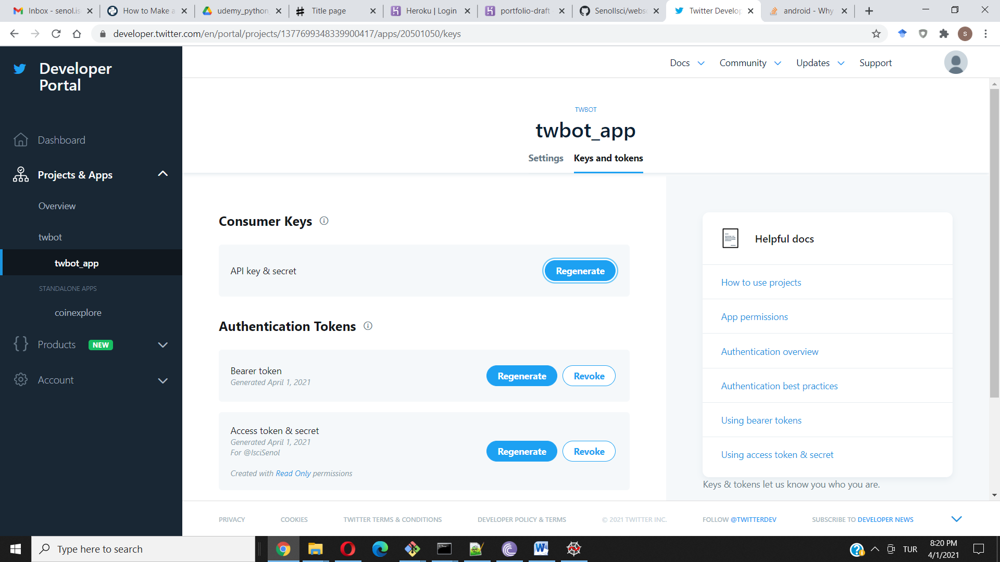 Inbox - senol.is
How to Make a
udemy_python
Title page
Heroku | Login
portfolio-draft
SenolIsci/webs
Twitter Develop
android - Why
developer.twitter.com/en/portal/projects/1377699348339900417/apps/20501050/keys
S
Developer
Portal
Docs
Community
Updates
Support
Dashboard
Projects & Apps
Overview
twbot
twbot_app
STANDALONE APPS
coinexplore
Products NEW
Account
TWBOT
twbot_app
Settings
Keys and tokens
Consumer Keys
API key & secret
Regenerate
Authentication Tokens
Bearer token
Generated April 1, 2021
Regenerate
Revoke
Access token & secret
Generated April 1, 2021
For @IsciSenol
Created with Read Only permissions
Regenerate
Revoke
Helpful docs
How to use projects
App permissions
Authentication overview
Authentication best practices
Using bearer tokens
Using access token & secret
Keys & tokens let us know you who you are.
PRIVACY
COOKIES
TWITTER TERMS & CONDITIONS
DEVELOPER POLICY & TERMS
© 2021 TWITTER INC.
FOLLOW @TWITTERDEV
SUBSCRIBE TO DEVELOPER NEWS
Type here to search
TUR
8:20 PM
4/1/2021